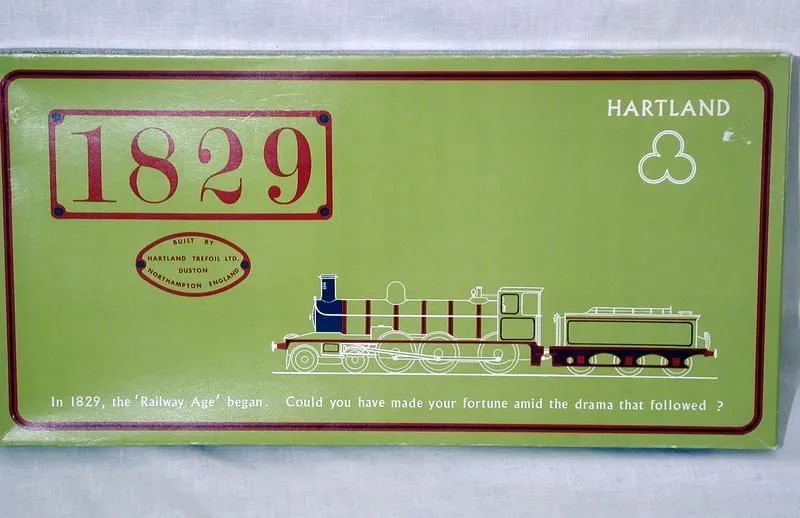 1829
HARTLAND
BUILT BY
HARTLAND TREFOIL LTD.
DUSTON
NORTHAMPTON ENGLAND
In 1829, the 'Railway Age' began. Could you have made your fortune amid the drama that followed ?